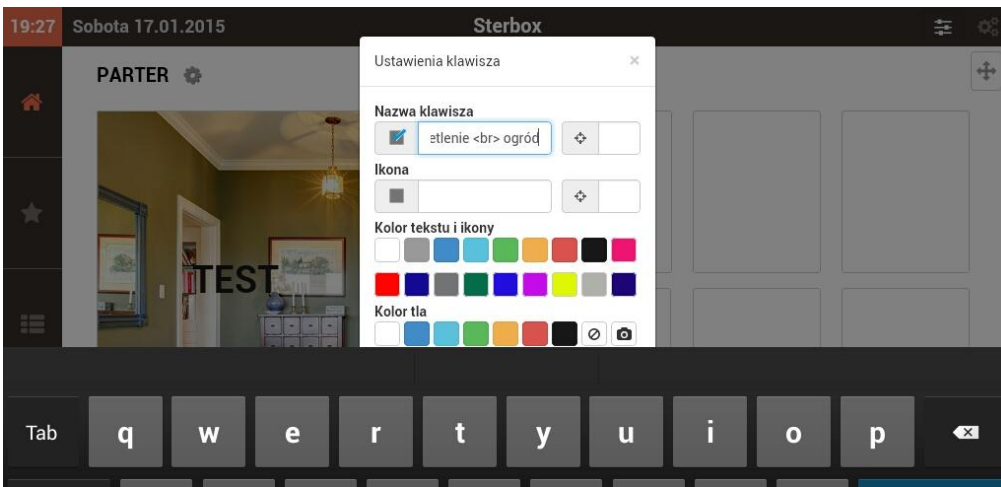 19:27 Sobota 17.01.2015 Sterbox
Ustawienia klawisza ×
PARTER
Nazwa klawisza
etlenie <br> ogród
Ikona
Kolor tekstu i ikony
TEST
Kolor tla
Tab q w e r t y u i o p